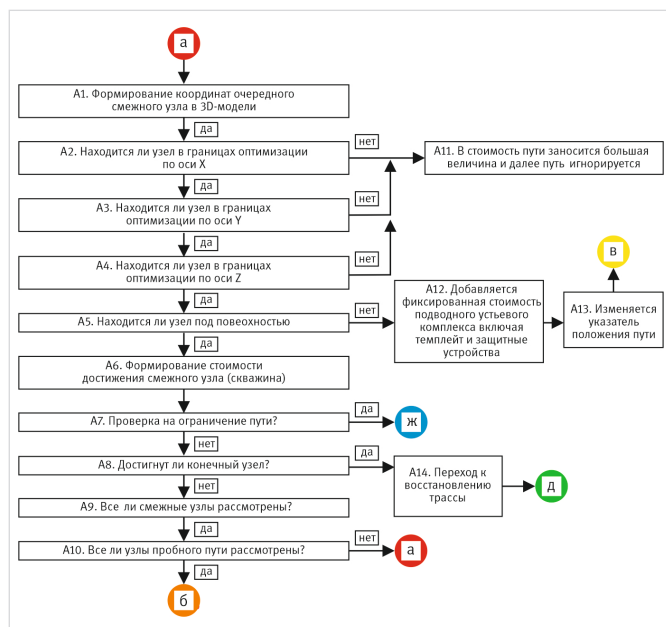 а
А1. Формирование координат очередного
смежного узла в 3D-модели
да
А2. Находится ли узел в границах оптимизации
по оси X
нет
А11. В стоимость пути заносится большая
величина и далее путь игнорируется
да
А3. Находится ли узел в границах
оптимизации по оси Y
нет
да
А4. Находится ли узел в границах
оптимизации по оси Z
нет
в
да
А5. Находится ли узел под повеохностью
нет
А12. Добавляется
фиксированная стоимость
подводного устьевого
комплекса включая
темплейт и защитные
устройства
А13. Изменяется
указатель
положения пути
да
А6. Формирование стоимости
достижения смежного узла (скважина)
А7. Проверка на ограничение пути?
да
ж
нет
А8. Достигнут ли конечный узел?
да
А14. Переход к
восстановлению
трассы
д
нет
А9. Все ли смежные узлы рассмотрены?
да
А10. Все ли узлы пробного пути рассмотрены?
нет
а
да
б